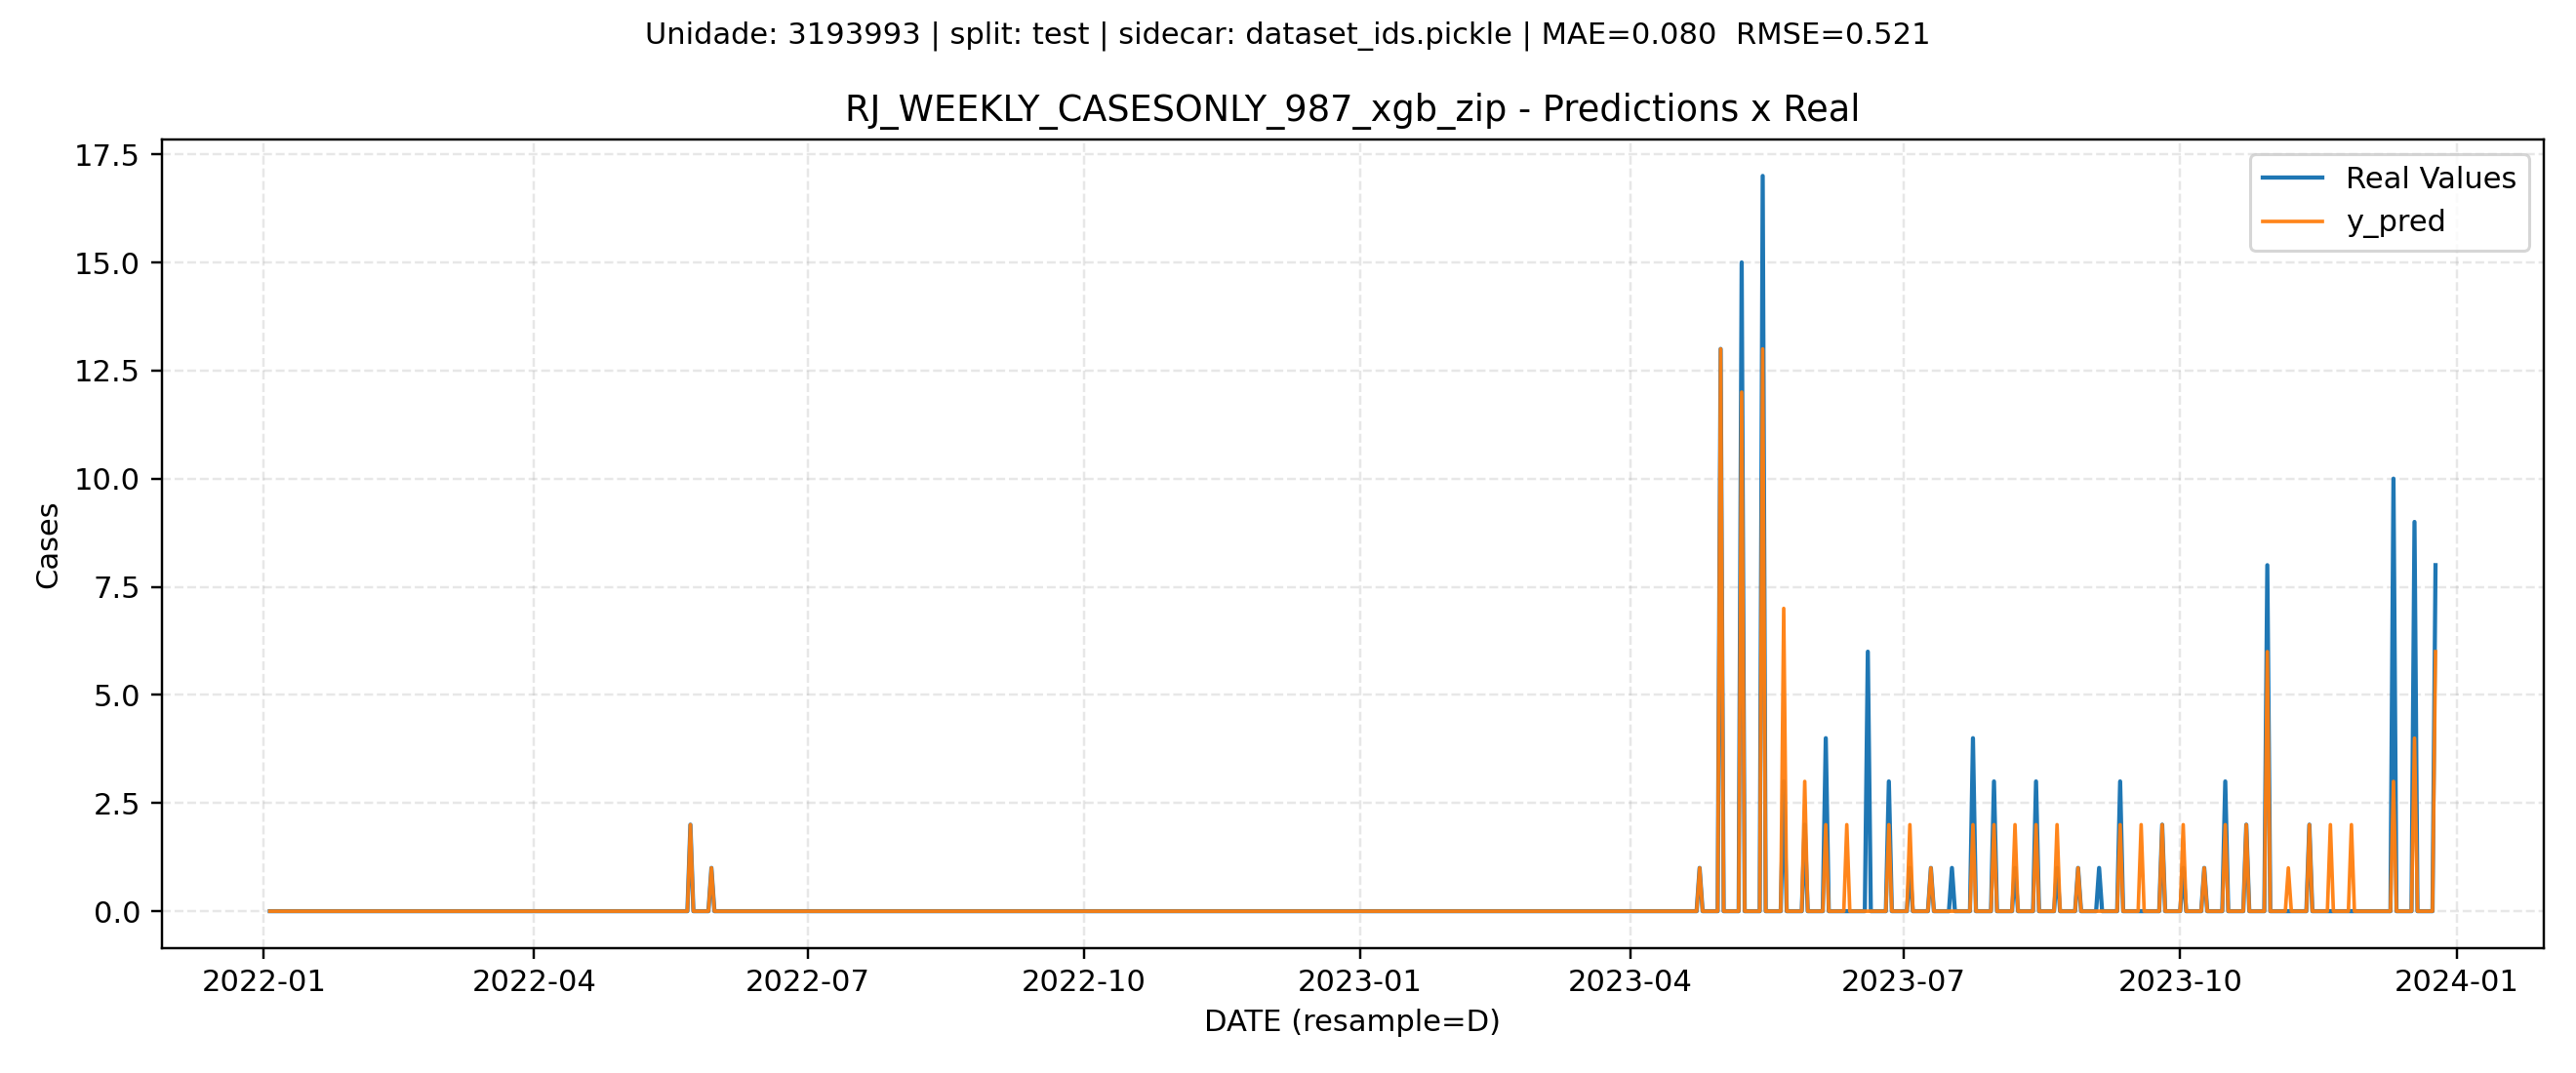 Unidade: 3193993 | split: test | sidecar: dataset_ids.pickle | MAE=0.080  RMSE=0.521
RJ_WEEKLY_CASESONLY_987_xgb_zip - Predictions x Real
17.5
15.0
12.5
10.0
7.5
5.0
2.5
0.0
Cases
Real Values
y_pred
2022-01
2022-04
2022-07
2022-10
2023-01
2023-04
2023-07
2023-10
2024-01
DATE (resample=D)